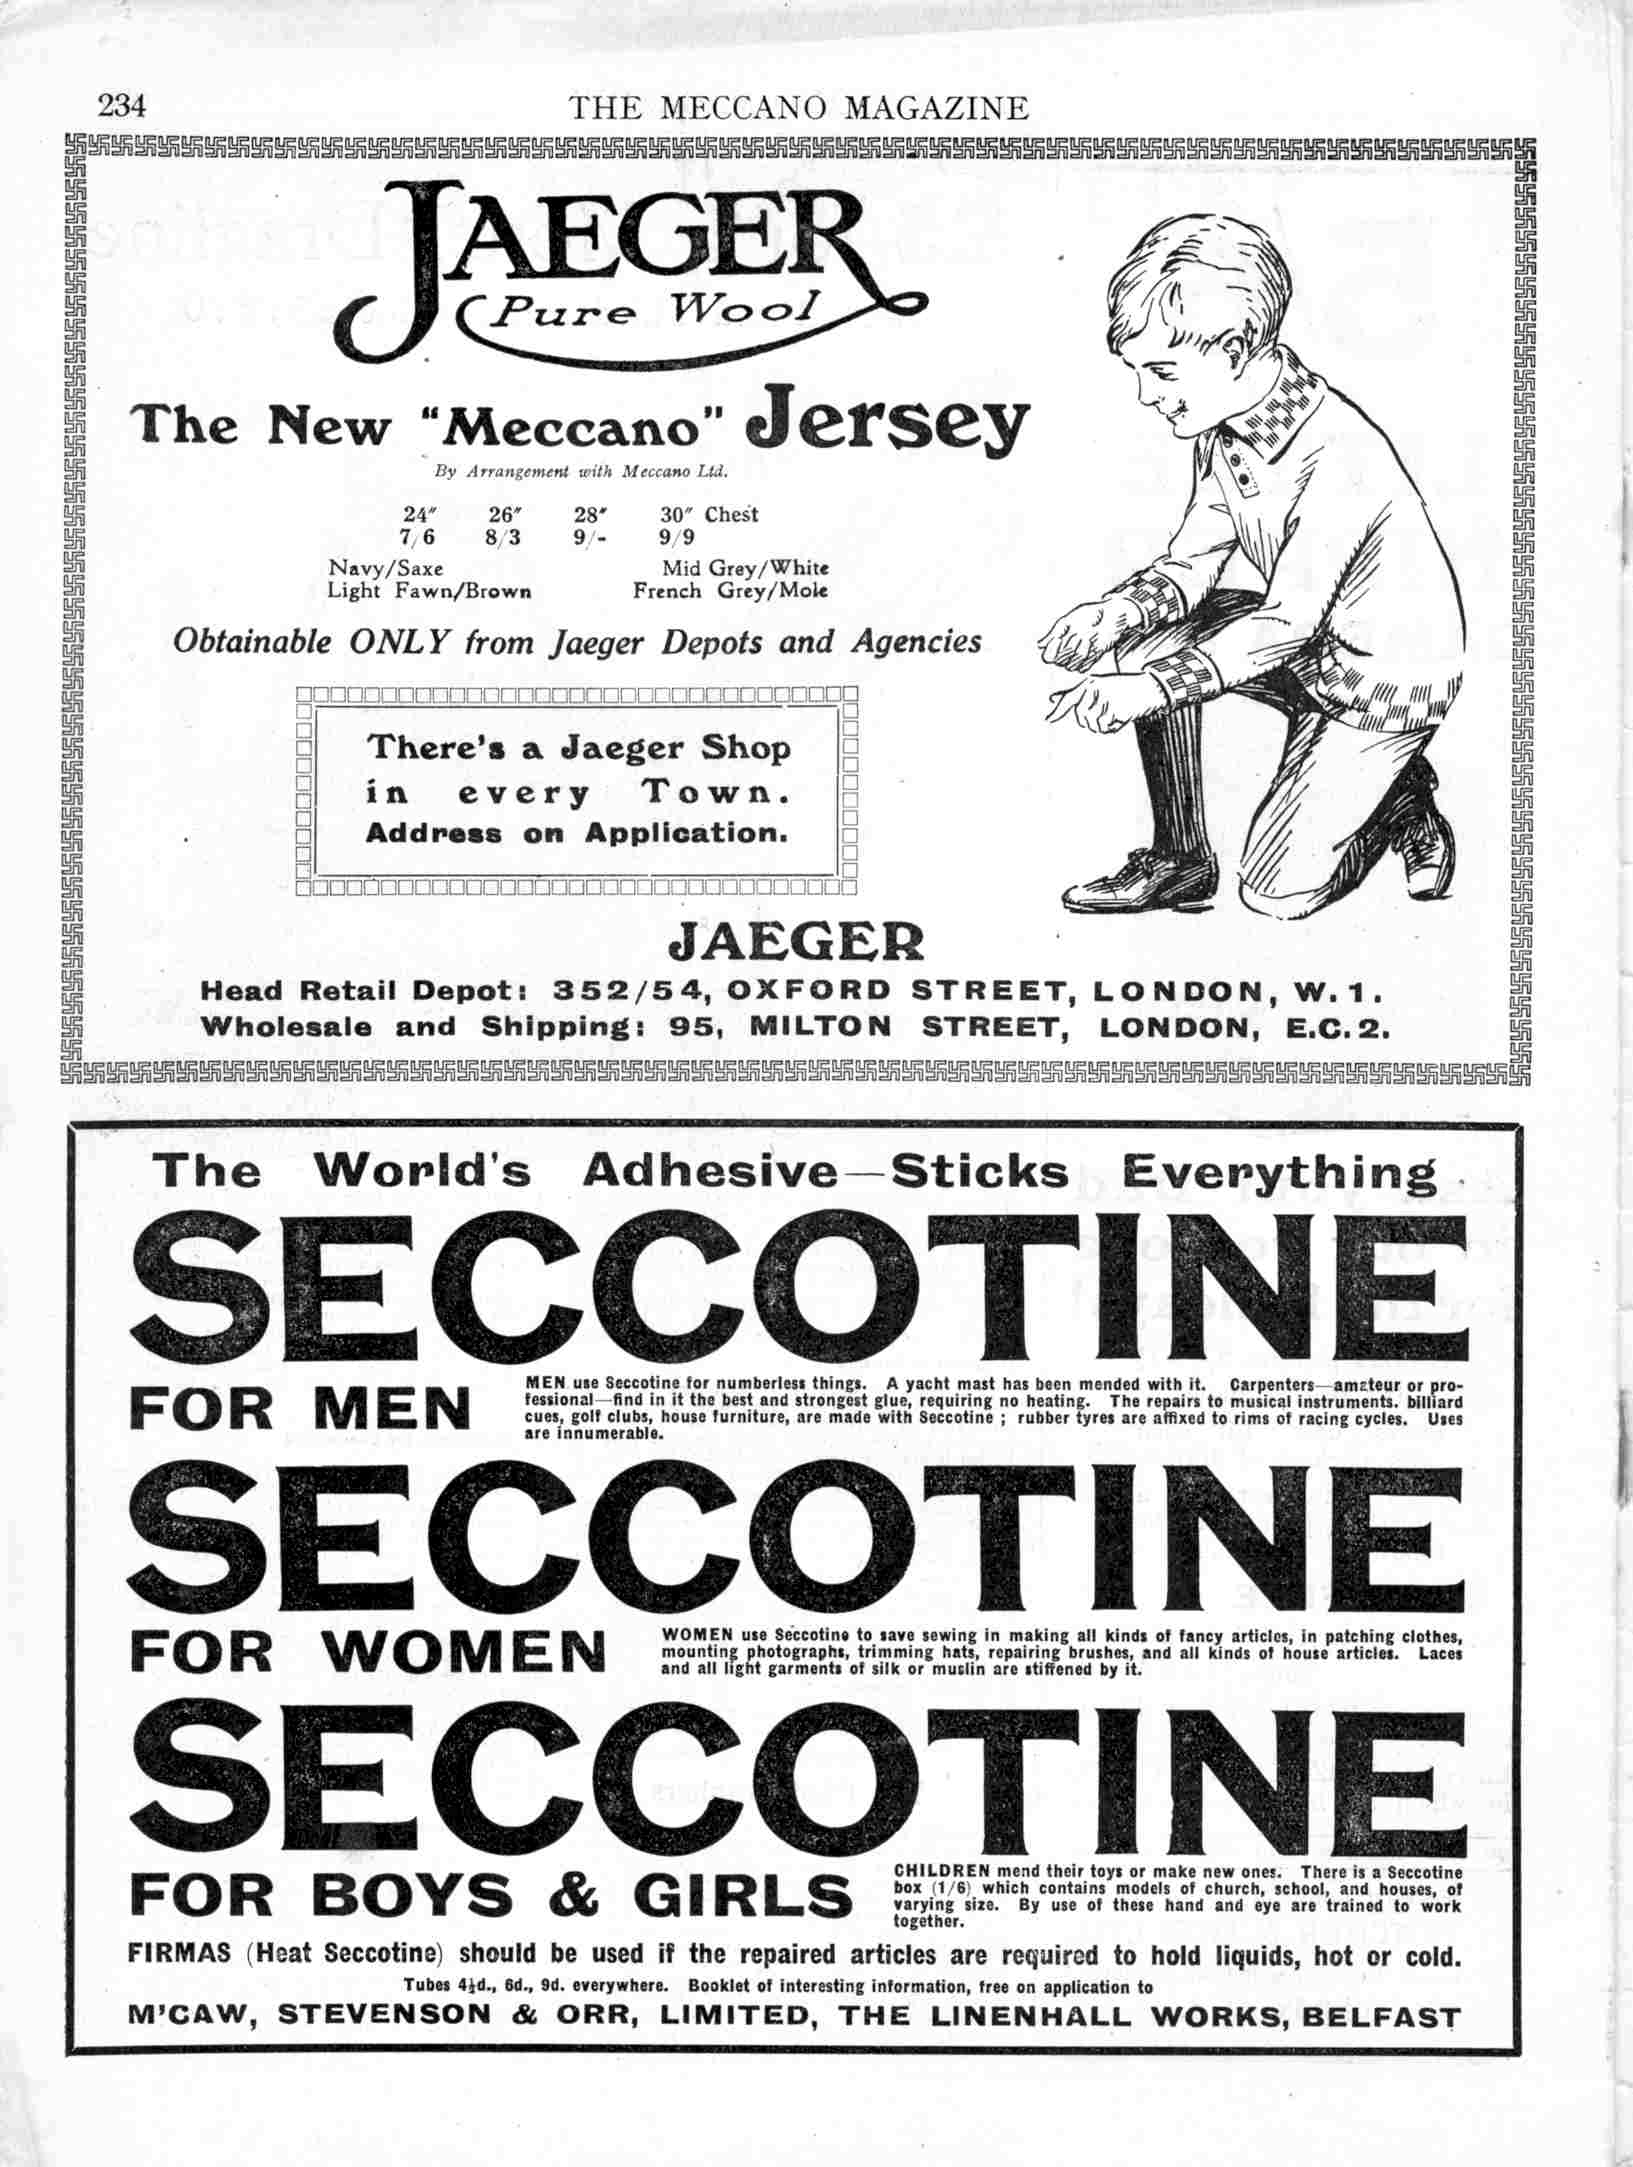 234
THE MECCANO MAGAZINE
JAEGER
Pure Wool
The New "Meccano" Jersey
By Arrangement with Meccano Ltd.
24" 26" 28" 30" Chest
7/6 8/3 9/- 9/9
Navy/Saxe Mid Grey/White
Light Fawn/Brown French Grey/Mole
Obtainable ONLY from Jaeger Depots and Agencies
There's a Jaeger Shop
in every Town.
Address on Application.
JAEGER
Head Retail Depot: 352/54, OXFORD STREET, LONDON, W.1.
Wholesale and Shipping: 95, MILTON STREET, LONDON, E.C.2.
The World's Adhesive—Sticks Everything
SECCOTINE
FOR MEN
MEN use Seccotine for numberless things. A yacht mast has been mended with it. Carpenters—amateur or pro-
fessional—find in it the best and strongest glue, requiring no heating. The repairs to musical instruments. billiard
cues, golf clubs, house furniture, are made with Seccotine ; rubber tyres are affixed to rims of racing cycles. Uses
are innumerable.
SECCOTINE
FOR WOMEN
WOMEN use Seccotine to save sewing in making all kinds of fancy articles, in patching clothes,
mounting photographs, trimming hats, repairing brushes, and all kinds of house articles. Laces
and all light garments of silk or muslin are stiffened by it.
SECCOTINE
FOR BOYS & GIRLS
CHILDREN mend their toys or make new ones. There is a Seccotine
box (1/6) which contains models of church, school, and houses, of
varying size. By use of these hand and eye are trained to work
together.
FIRMAS (Heat Seccotine) should be used if the repaired articles are required to hold liquids, hot or cold.
Tubes 4½d., 6d., 9d. everywhere. Booklet of interesting information, free on application to
M'CAW, STEVENSON & ORR, LIMITED, THE LINENHALL WORKS, BELFAST